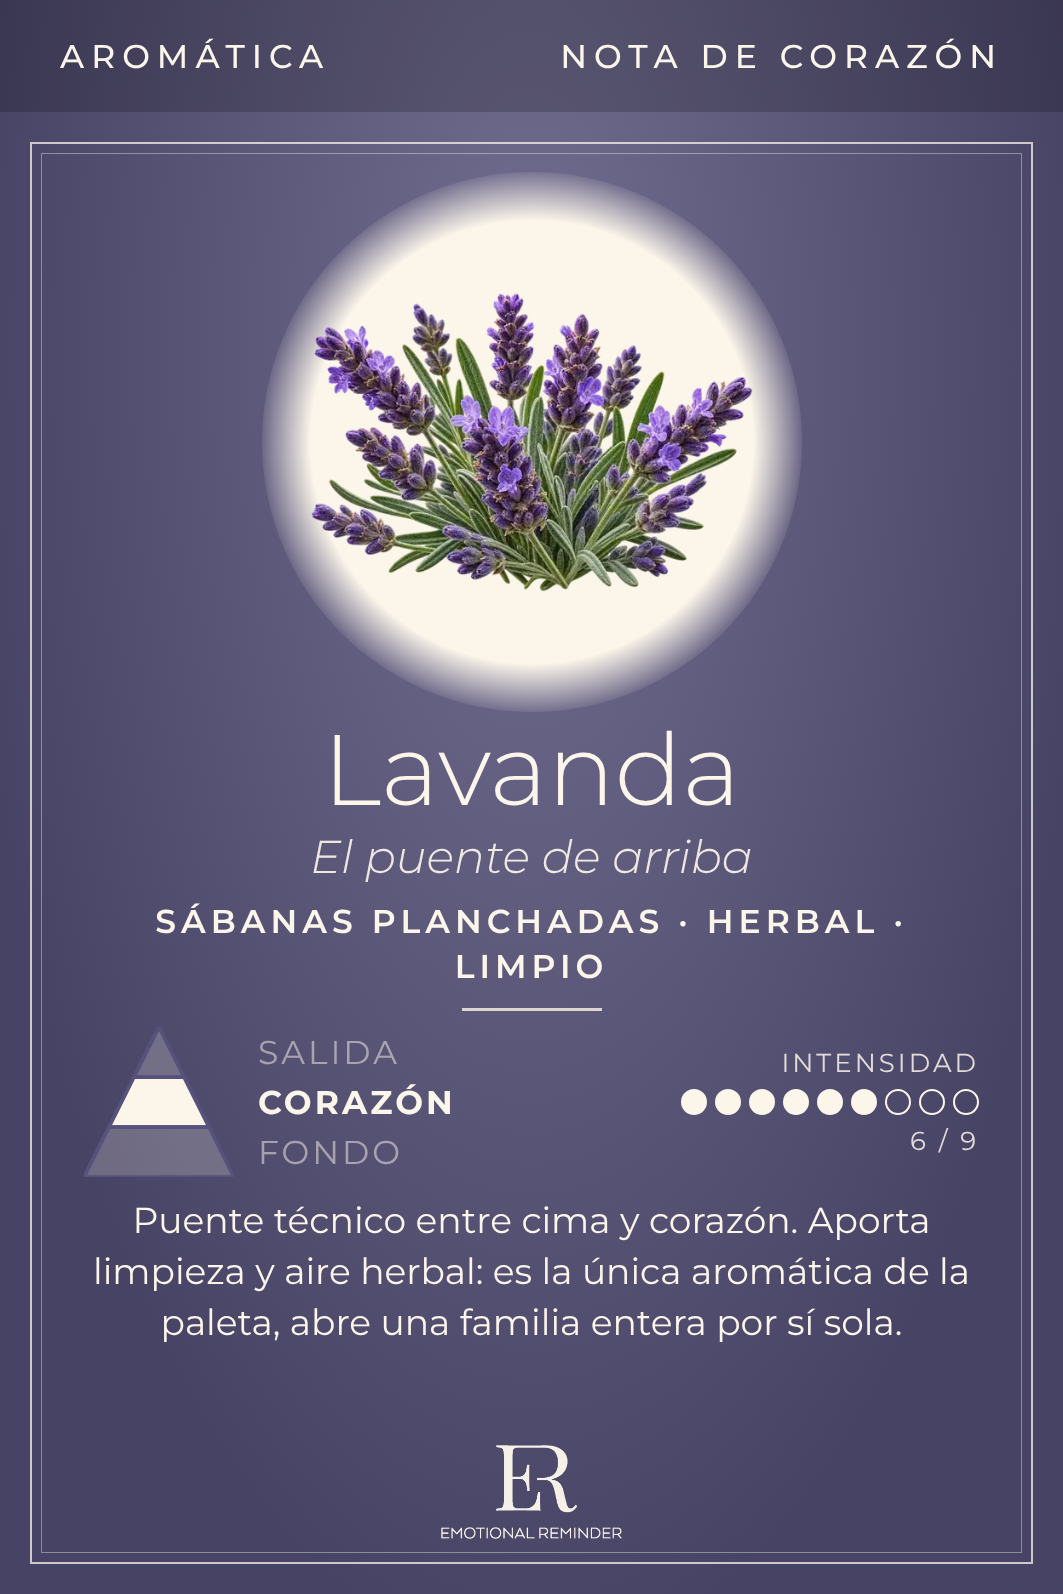 AROMÁTICA
NOTA DE CORAZÓN
Lavanda
El puente de arriba
SÁBANAS PLANCHADAS · HERBAL ·
LIMPIO
SALIDA
CORAZÓN
FONDO
INTENSIDAD
6 / 9
Puente técnico entre cima y corazón. Aporta
limpieza y aire herbal: es la única aromática de la
paleta, abre una familia entera por sí sola.
ER
EMOTIONAL REMINDER